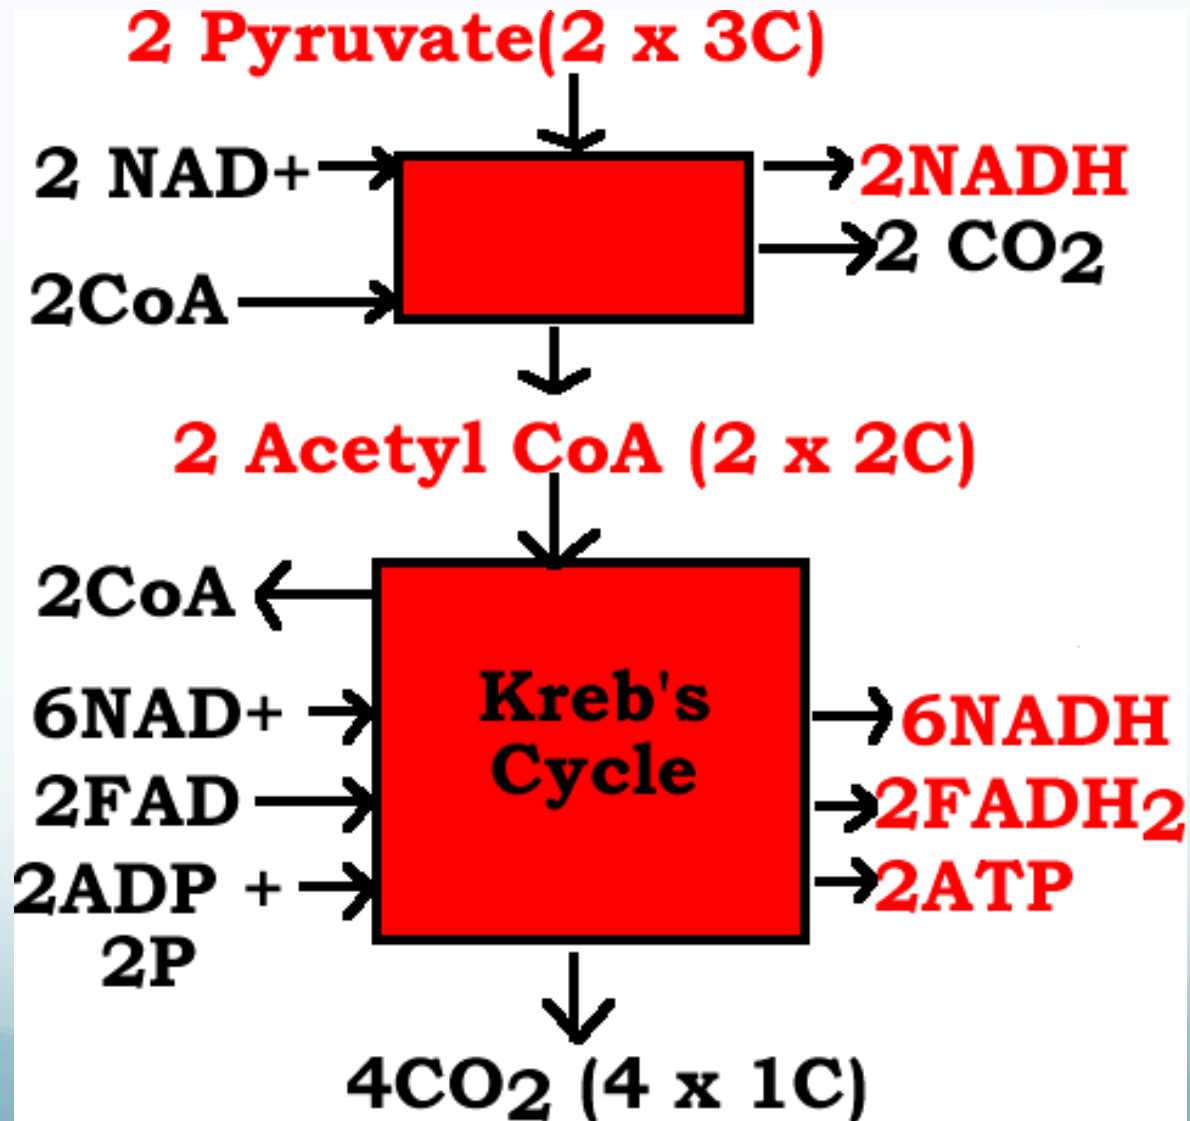 2 Pyruvate(2 x 3C)
2 NAD+
2NADH
2 CO2
2CoA
2 Acetyl CoA (2 x 2C)
2CoA
Kreb's
Cycle
6NAD+
6NADH
2FAD
2FADH2
2ADP +
2P
2ATP
4CO2 (4 x 1C)